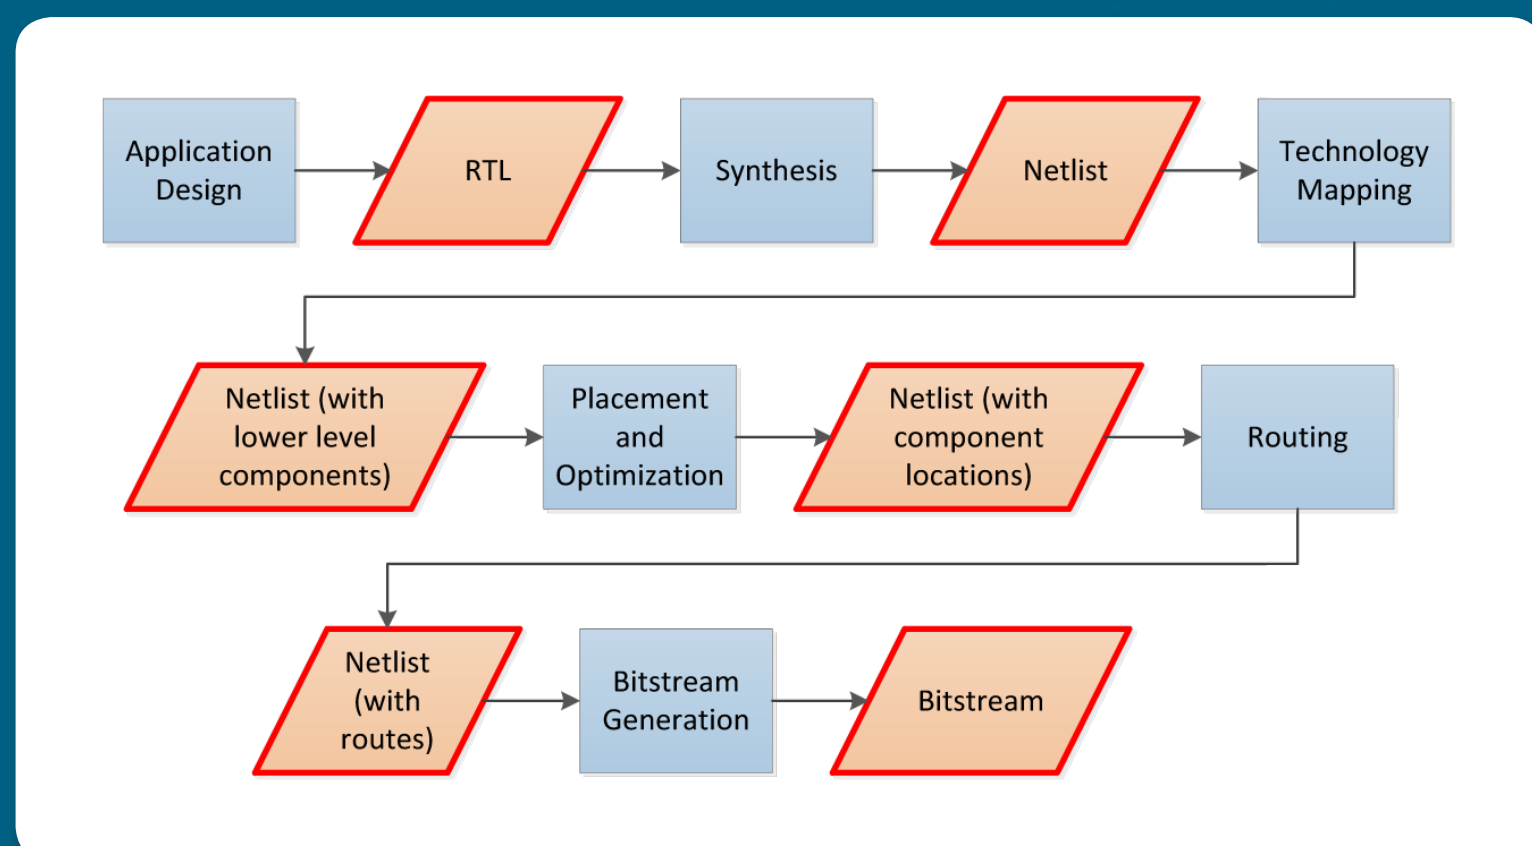 Application
Design
RTL
Synthesis
Netlist
Technology
Mapping
Netlist (with
lower level
components)
Placement
and
Optimization
Netlist (with
component
locations)
Routing
Netlist
(with
routes)
Bitstream
Generation
Bitstream